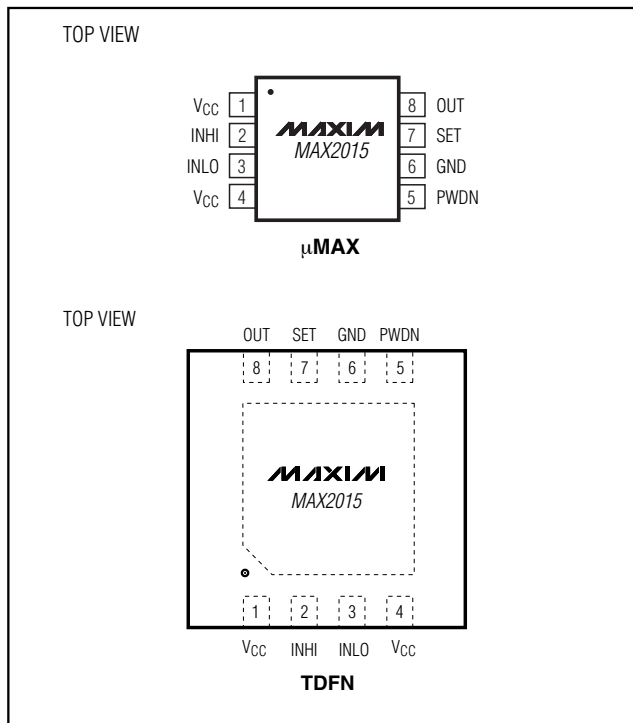 TOP VIEW
VCC 1 8 OUT
INHI 2 MAXIM 7 SET
INLO 3 MAX2015 6 GND
VCC 4 5 PWDN
µMAX
TOP VIEW
OUT SET GND PWDN
8 7 6 5
MAXIM
MAX2015
1 2 3 4
VCC INHI INLO VCC
TDFN